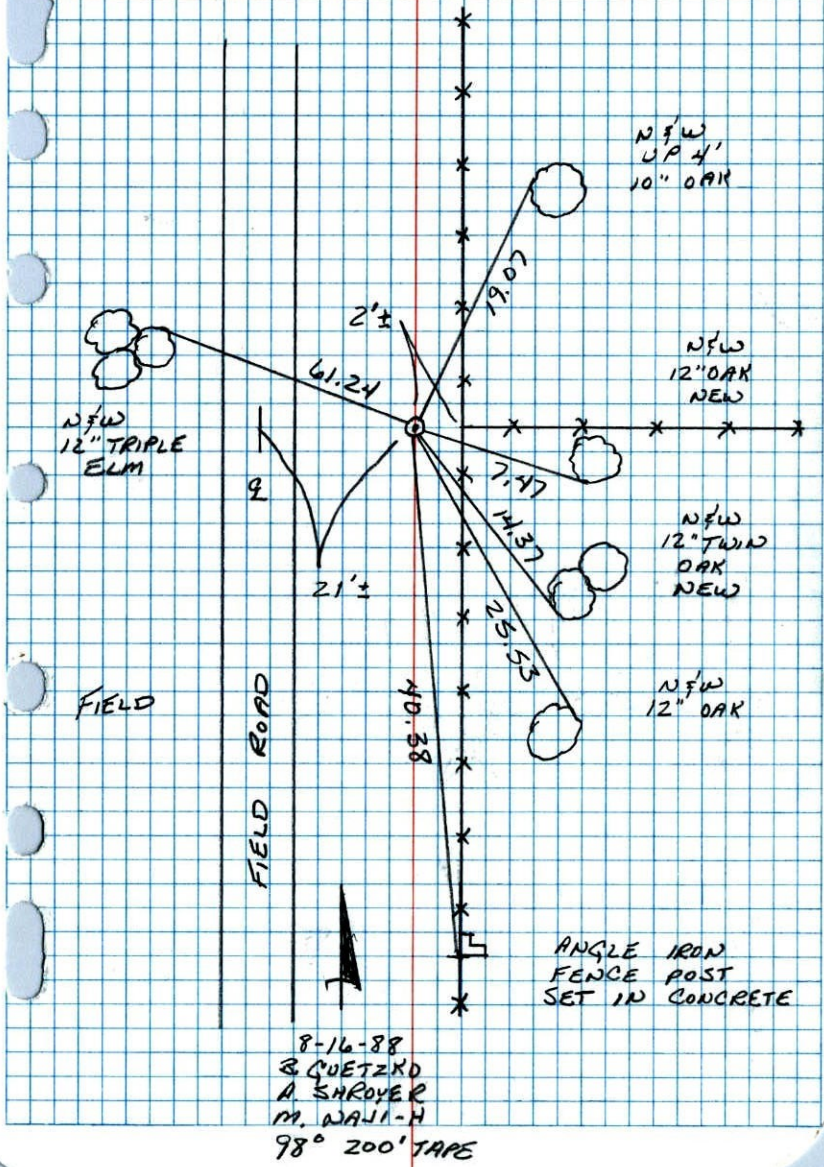 N & W
UP 4'
10" OAK
19.07
2'±
61.24
N & W
12" TRIPLE
ELM
N & W
12" OAK
NEW
7.47
℄
21'±
14.37
N & W
12" TWIN
OAK
NEW
25.53
40.38
N & W
12" OAK
FIELD
FIELD ROAD
ANGLE IRON
FENCE POST
SET IN CONCRETE
8-16-88
B. GUETZKO
A. SHROYER
M. NAJI-H
98° 200' TAPE